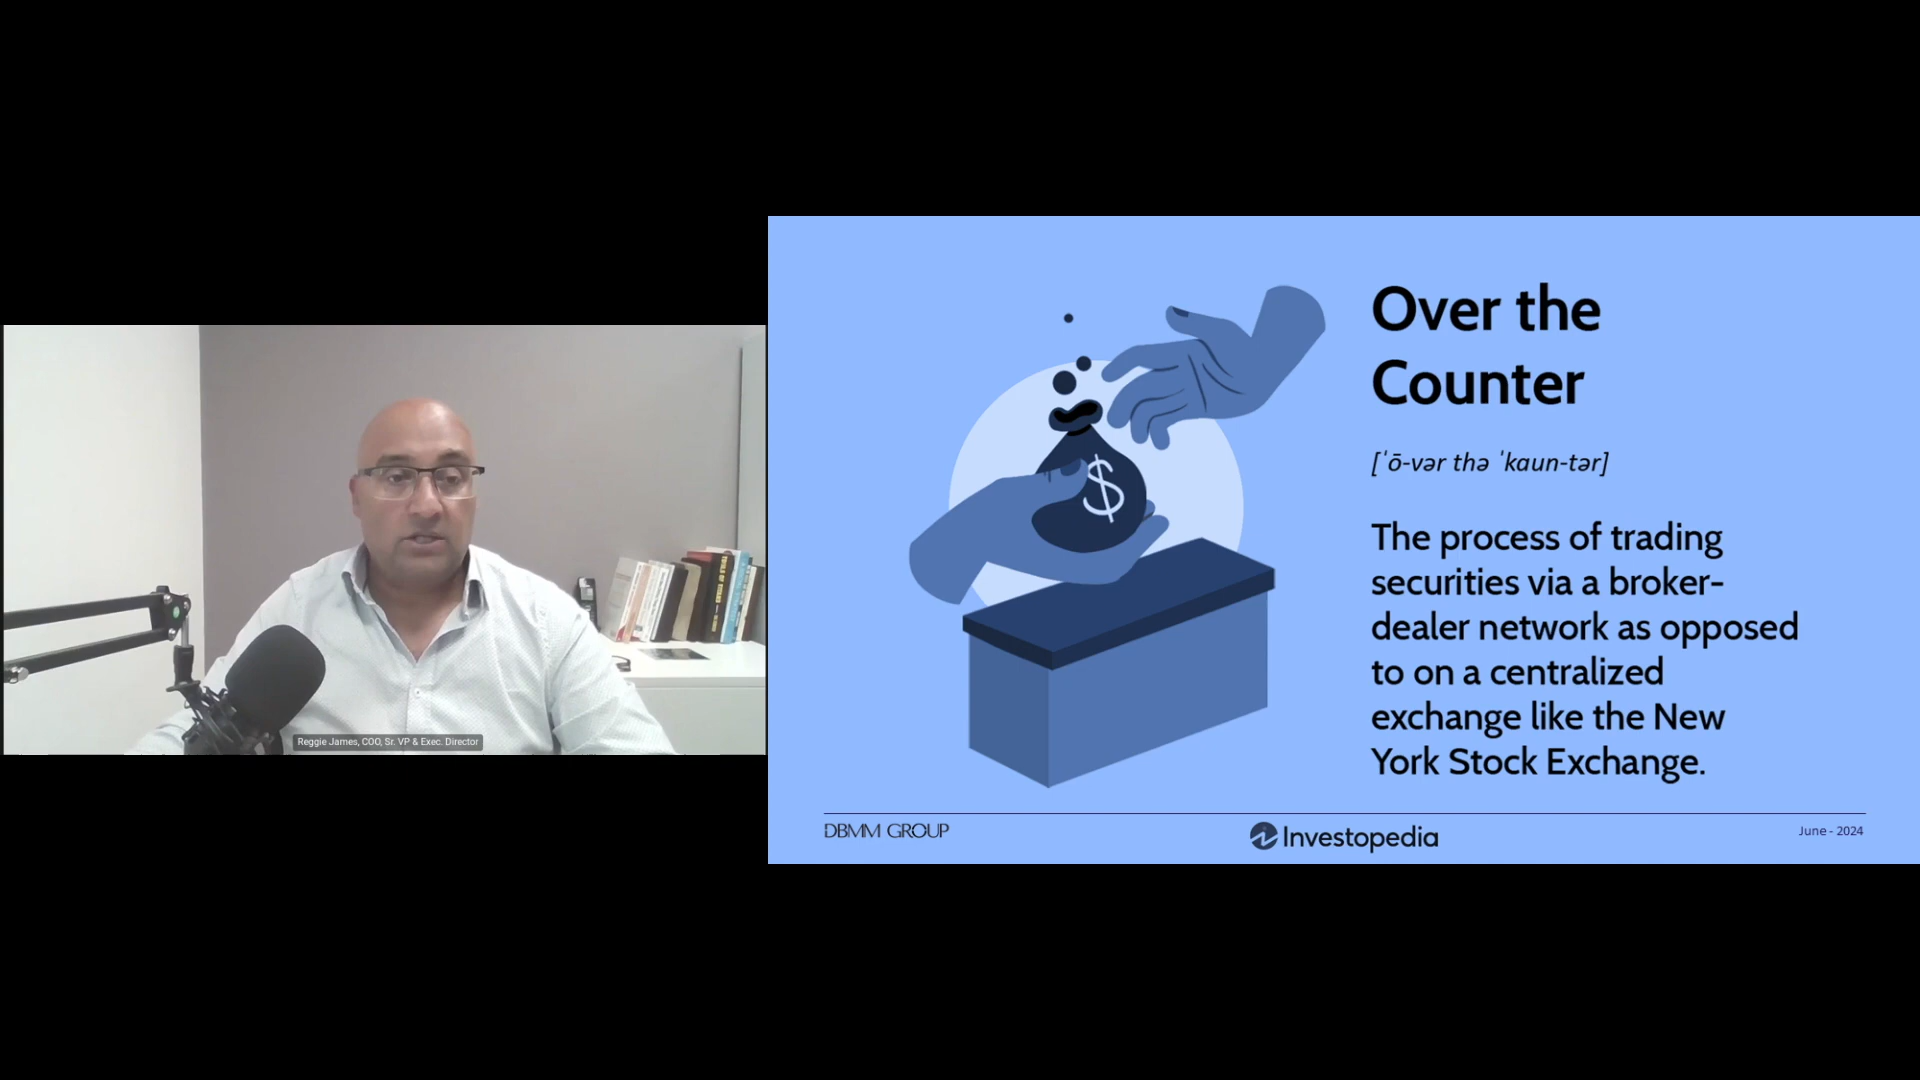 Reggie James, COO, Sr. VP & Exec. Director
Over the
Counter
[ˈō-vər thə ˈkaun-tər]
The process of trading
securities via a broker-
dealer network as opposed
to on a centralized
exchange like the New
York Stock Exchange.
$
DBMM GROUP
Investopedia
June - 2024